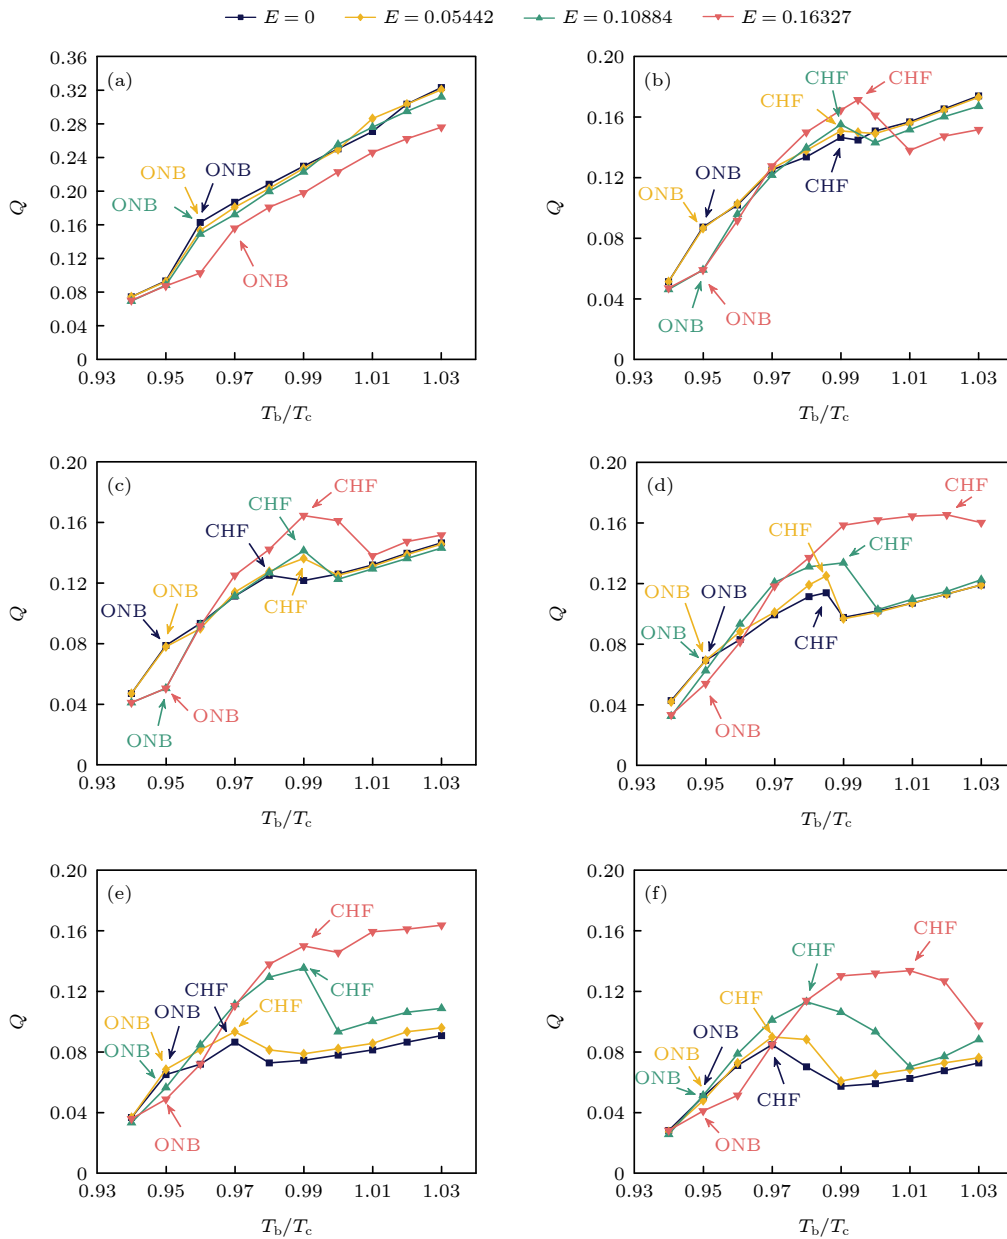 E = 0 E = 0.05442 E = 0.10884 E = 0.16327
0.36
0.32
0.28
0.24
0.20
0.16
0.12
0.08
0.04
0
Q
(a)
ONB
ONB
ONB
ONB
0.93 0.95 0.97 0.99 1.01 1.03
Tb/Tc
0.20
0.16
0.12
0.08
0.04
0
Q
(b)
CHF
CHF
CHF
CHF
ONB
ONB
ONB
ONB
0.93 0.95 0.97 0.99 1.01 1.03
Tb/Tc
0.20
0.16
0.12
0.08
0.04
0
Q
(c)
CHF
CHF
CHF
CHF
ONB
ONB
ONB
ONB
0.93 0.95 0.97 0.99 1.01 1.03
Tb/Tc
0.20
0.16
0.12
0.08
0.04
0
Q
(d)
CHF
CHF
CHF
CHF
ONB
ONB
ONB
ONB
0.93 0.95 0.97 0.99 1.01 1.03
Tb/Tc
0.20
0.16
0.12
0.08
0.04
0
Q
(e)
CHF
CHF
CHF
CHF
ONB
ONB
ONB
ONB
0.93 0.95 0.97 0.99 1.01 1.03
Tb/Tc
0.20
0.16
0.12
0.08
0.04
0
Q
(f)
CHF
CHF
CHF
CHF
ONB
ONB
ONB
ONB
0.93 0.95 0.97 0.99 1.01 1.03
Tb/Tc